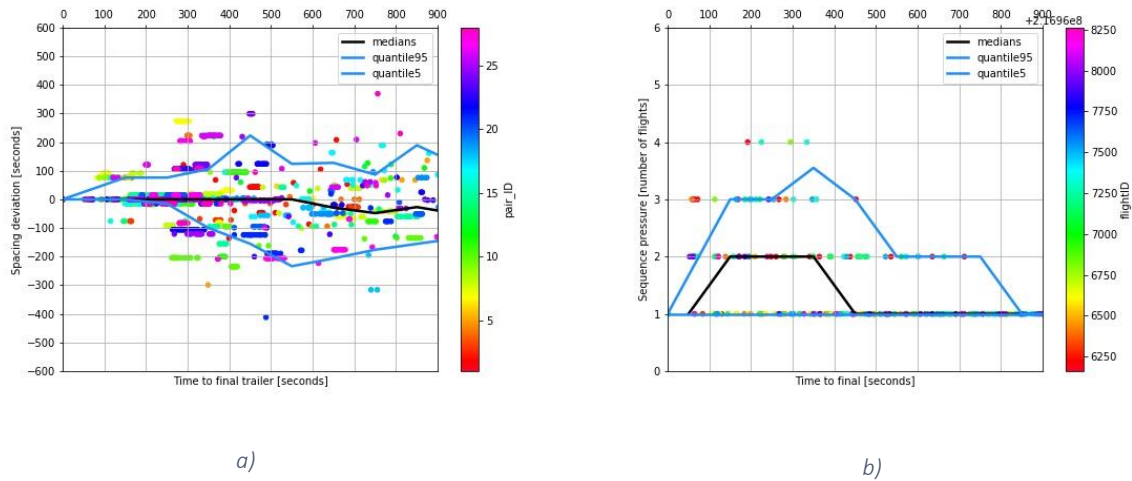 0 100 200 300 400 500 600 700 800 900
600
500
400
300
200
100
0
−100
−200
−300
−400
−500
−600
Spacing deviation [seconds]
Time to final trailer [seconds]
medians
quantile95
quantile5
25
20
15
10
5
pair_ID
a)
0 100 200 300 400 500 600 700 800 900
+2.1696e8
6
5
4
3
2
1
0
Sequence pressure [number of flights]
Time to final [seconds]
medians
quantile95
quantile5
8250
8000
7750
7500
7250
7000
6750
6500
6250
flightID
b)